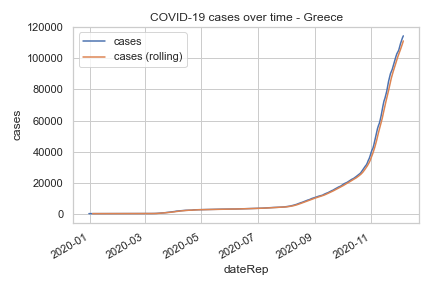 COVID-19 cases over time - Greece
120000
100000
80000
60000
40000
20000
0
cases
cases (rolling)
cases
2020-01
2020-03
2020-05
2020-07
2020-09
2020-11
dateRep